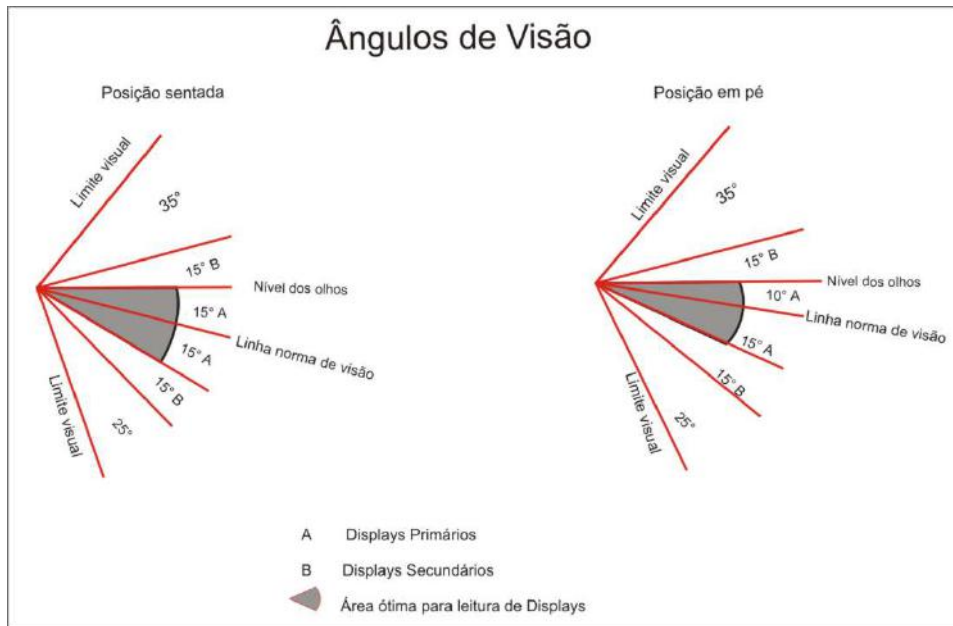 Ângulos de Visão
Posição sentada
Limite visual
35°
15° B
Nível dos olhos
15° A
Linha norma de visão
15° A
15° B
25°
Limite visual
Posição em pé
Limite visual
35°
15° B
Nível dos olhos
10° A
Linha norma de visão
15° A
15° B
25°
Limite visual
A Displays Primários
B Displays Secundários
Área ótima para leitura de Displays